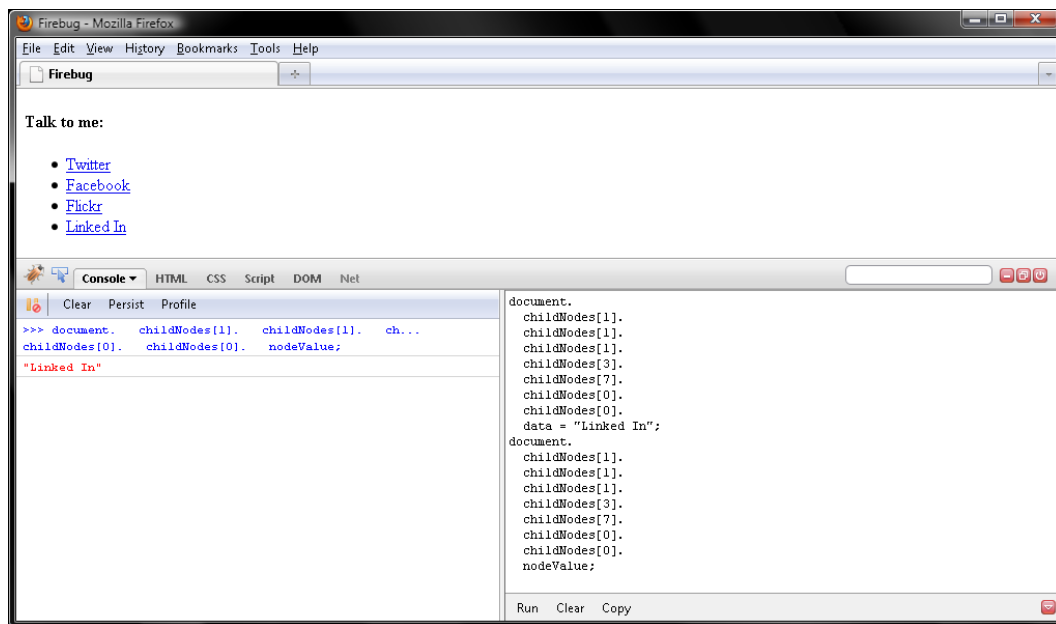 Firebug - Mozilla Firefox
File Edit View History Bookmarks Tools Help
Firebug
Talk to me:
• Twitter
• Facebook
• Flickr
• Linked In
Console HTML CSS Script DOM Net
Clear Persist Profile
>>> document. childNodes[1]. childNodes[1]. ch...
childNodes[0]. childNodes[0]. nodeValue;
"Linked In"
document.
childNodes[1].
childNodes[1].
childNodes[1].
childNodes[3].
childNodes[7].
childNodes[0].
childNodes[0].
data = "Linked In";
document.
childNodes[1].
childNodes[1].
childNodes[1].
childNodes[3].
childNodes[7].
childNodes[0].
childNodes[0].
nodeValue;
Run Clear Copy